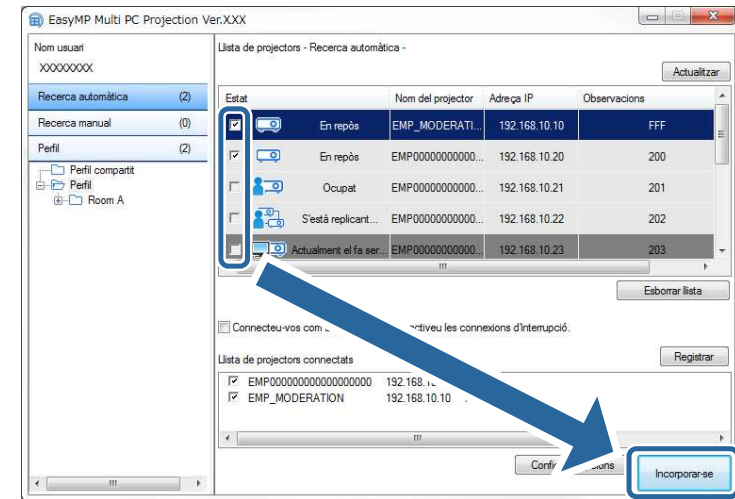 EasyMP Multi PC Projection Ver.X.XX
Nom usuari
XXXXXXXX
Recerca automàtica (2)
Recerca manual (0)
Perfil (2)
Perfil compartit
Perfil
Room A
Llista de projectors - Recerca automàtica -
Actualitzar
Estat Nom del projector Adreça IP Observacions
En repòs EMP_MODERATI... 192.168.10.10 FFF
En repòs EMP00000000000... 192.168.10.20 200
Ocupat EMP00000000000... 192.168.10.21 201
S'està replicant... EMP00000000000... 192.168.10.22 202
Actualment el fa ser... EMP00000000000... 192.168.10.23 203
Esborrar llista
Connecteu-vos com les connexions d'interrupció.
Llista de projectors connectats
Registrar
EMP000000000000000000 192.168.10
EMP_MODERATION 192.168.10.10
Incorporar-se